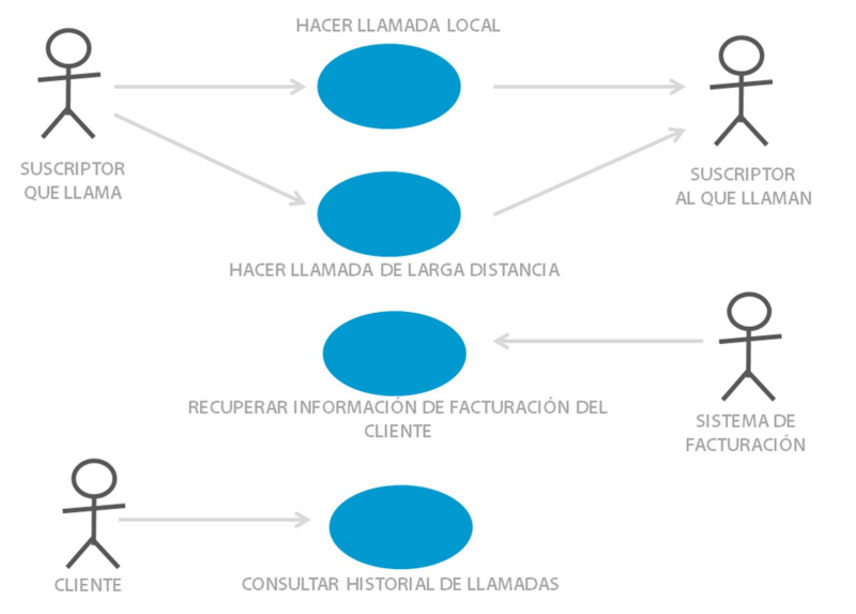 HACER LLAMADA LOCAL
SUSCRIPTOR
QUE LLAMA
SUSCRIPTOR
AL QUE LLAMAN
HACER LLAMADA DE LARGA DISTANCIA
RECUPERAR INFORMACIÓN DE FACTURACIÓN DEL
CLIENTE
SISTEMA DE
FACTURACIÓN
CLIENTE
CONSULTAR HISTORIAL DE LLAMADAS